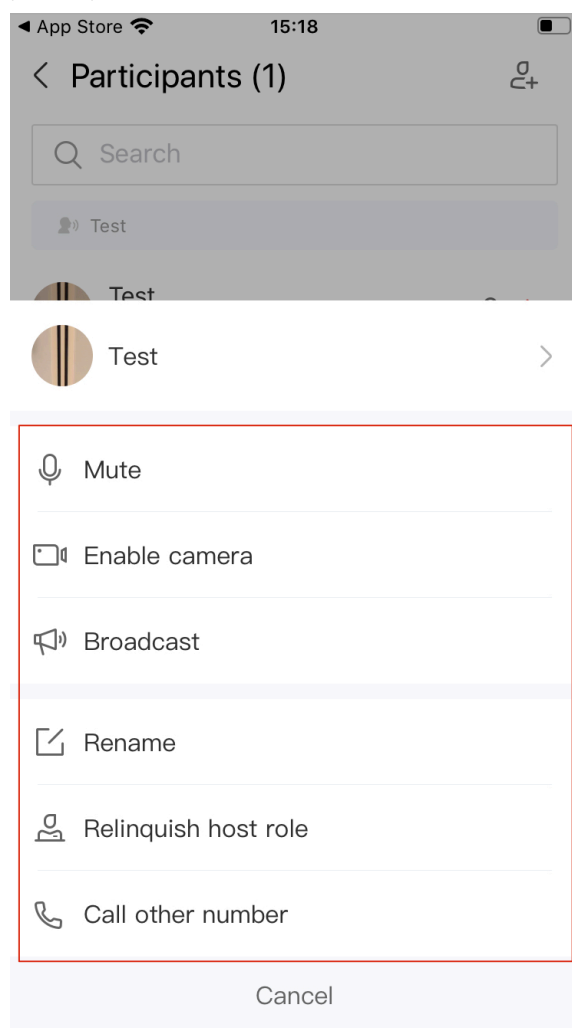 App Store
15:18
Participants (1)
Search
Test
Test
Test
Mute
Enable camera
Broadcast
Rename
Relinquish host role
Call other number
Cancel